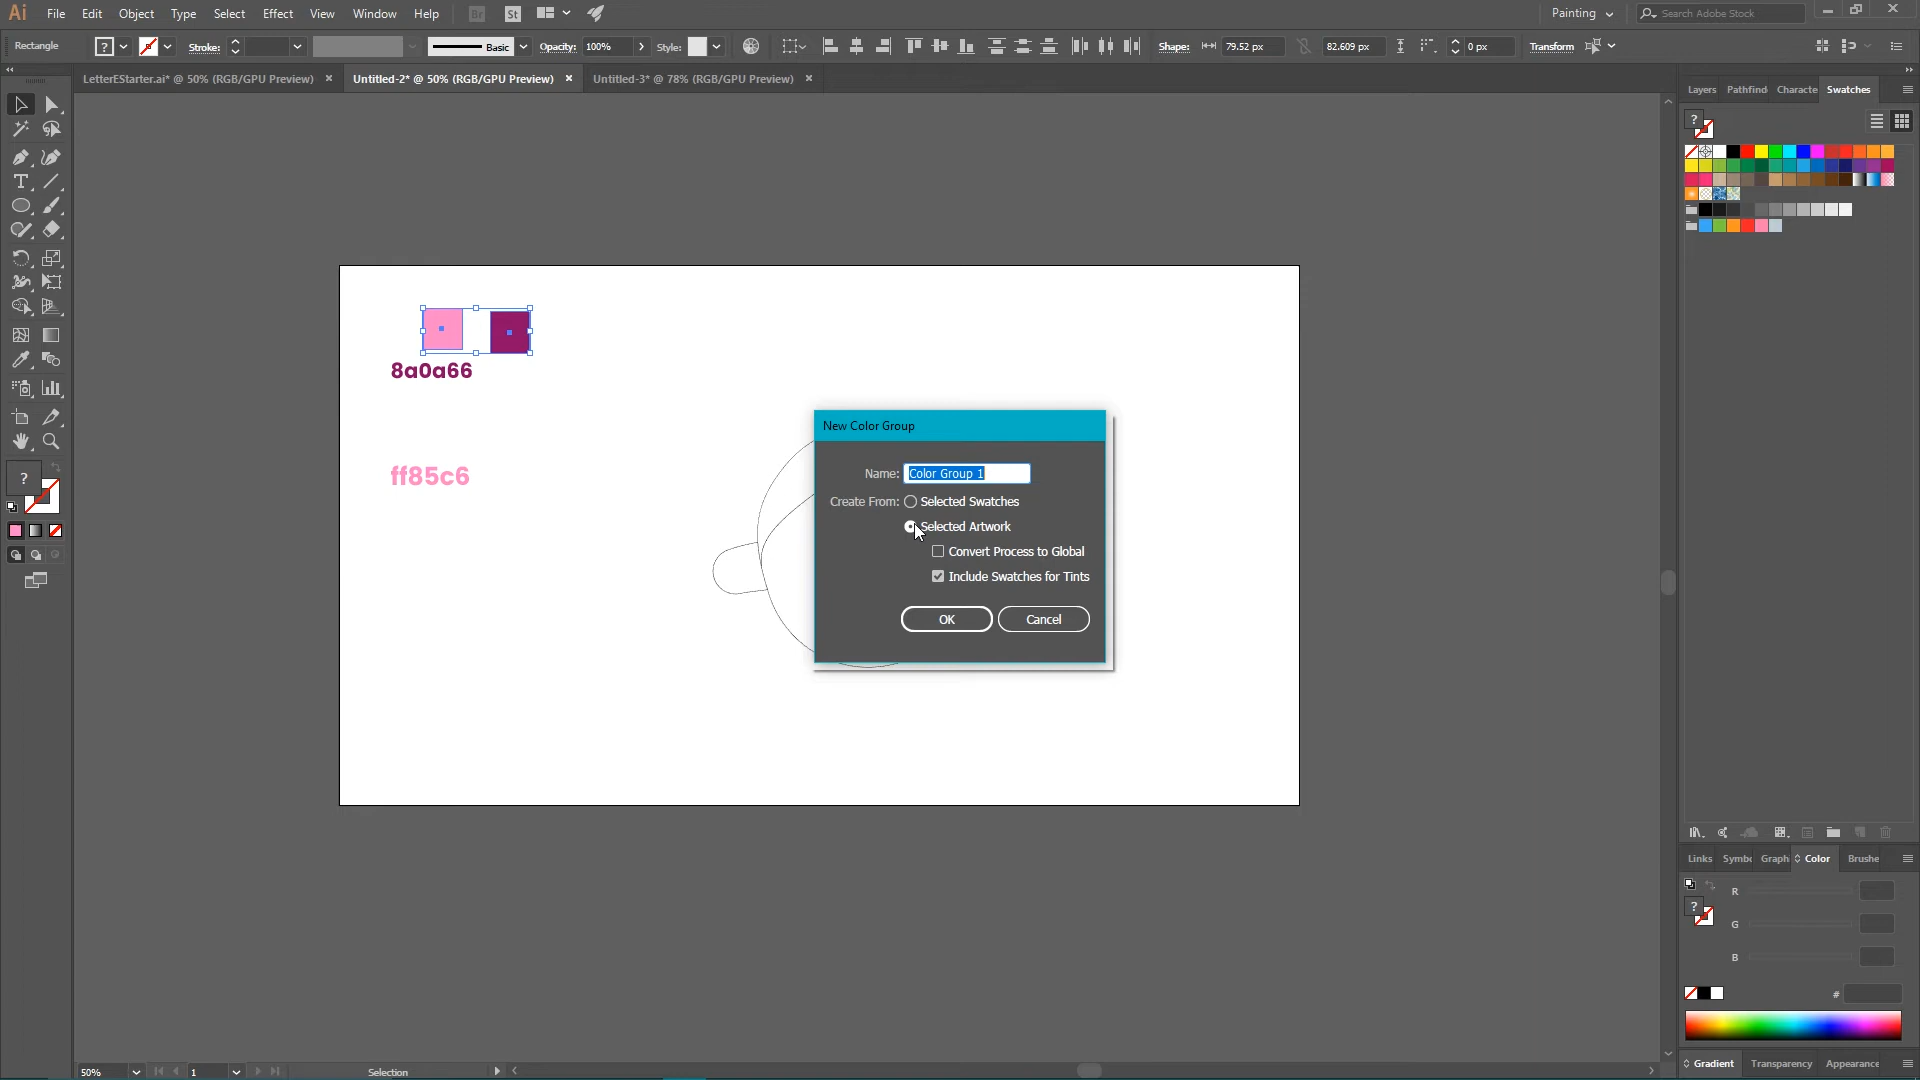 Ai File Edit Object Type Select Effect View Window Help Br St Painting Search Adobe Stock
Rectangle ? Stroke: Basic Opacity: 100% Style: Shape: 79.52 px 82.609 px 0 px Transform
LetterEStarter.ai* @ 50% (RGB/GPU Preview) × Untitled-2* @ 50% (RGB/GPU Preview) × Untitled-3* @ 78% (RGB/GPU Preview) ×
Layers Pathfind Characte Swatches
?
8a0a66
ff85c6
?
New Color Group
Name: Color Group 1
Create From: Selected Swatches
Selected Artwork
Convert Process to Global
Include Swatches for Tints
OK Cancel
Links Symbo Graph Color Brushe
R
?
G
B
#
Gradient Transparency Appearance
50% 1 Selection